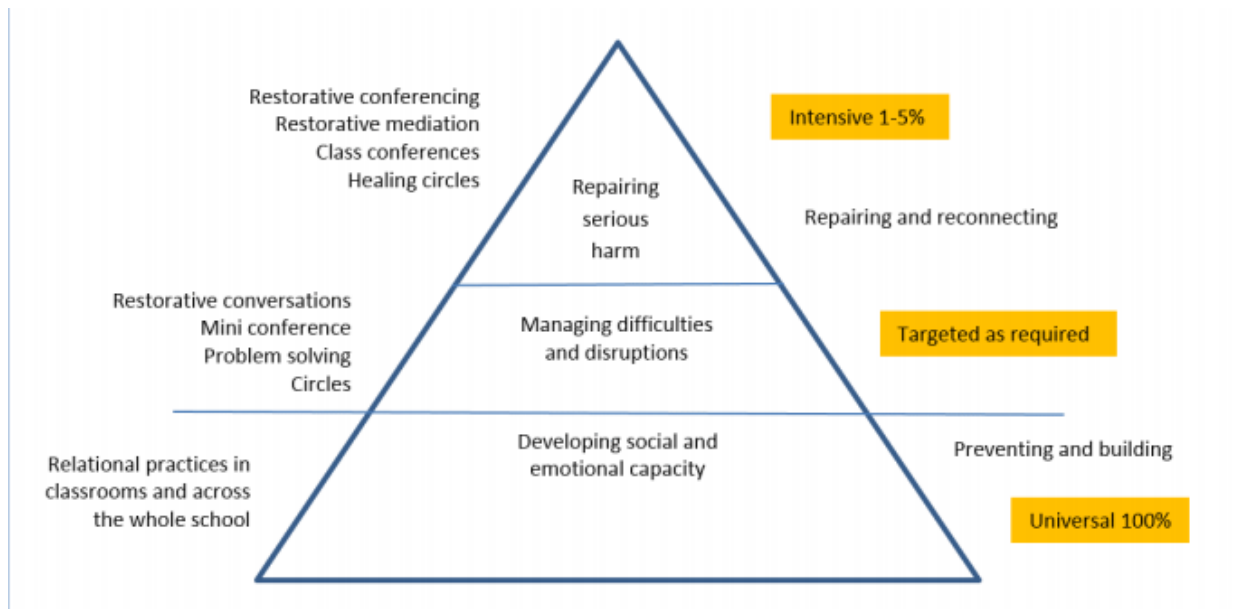 Restorative conferencing
Restorative mediation
Class conferences
Healing circles
Intensive 1-5%
Repairing
serious
harm
Repairing and reconnecting
Restorative conversations
Mini conference
Problem solving
Circles
Managing difficulties
and disruptions
Targeted as required
Relational practices in
classrooms and across
the whole school
Developing social and
emotional capacity
Preventing and building
Universal 100%